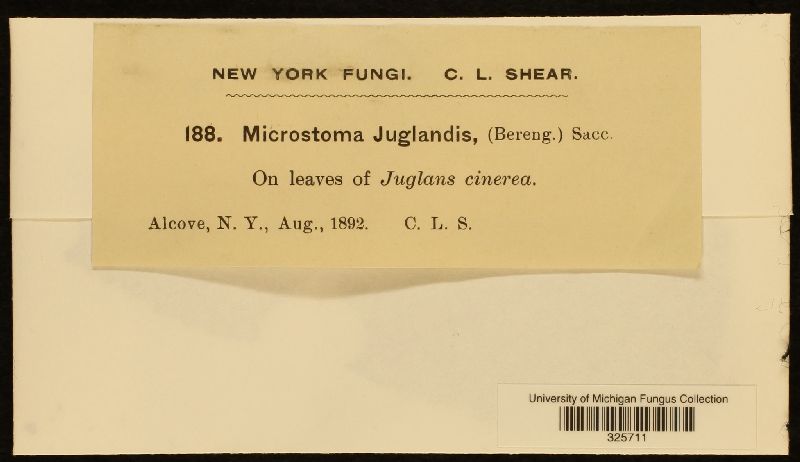 NEW YORK FUNGI. C. L. SHEAR.
188. Microstoma Juglandis, (Bereng.) Sacc.
On leaves of Juglans cinerea.
Alcove, N. Y., Aug., 1892. C. L. S.
University of Michigan Fungus Collection
325711